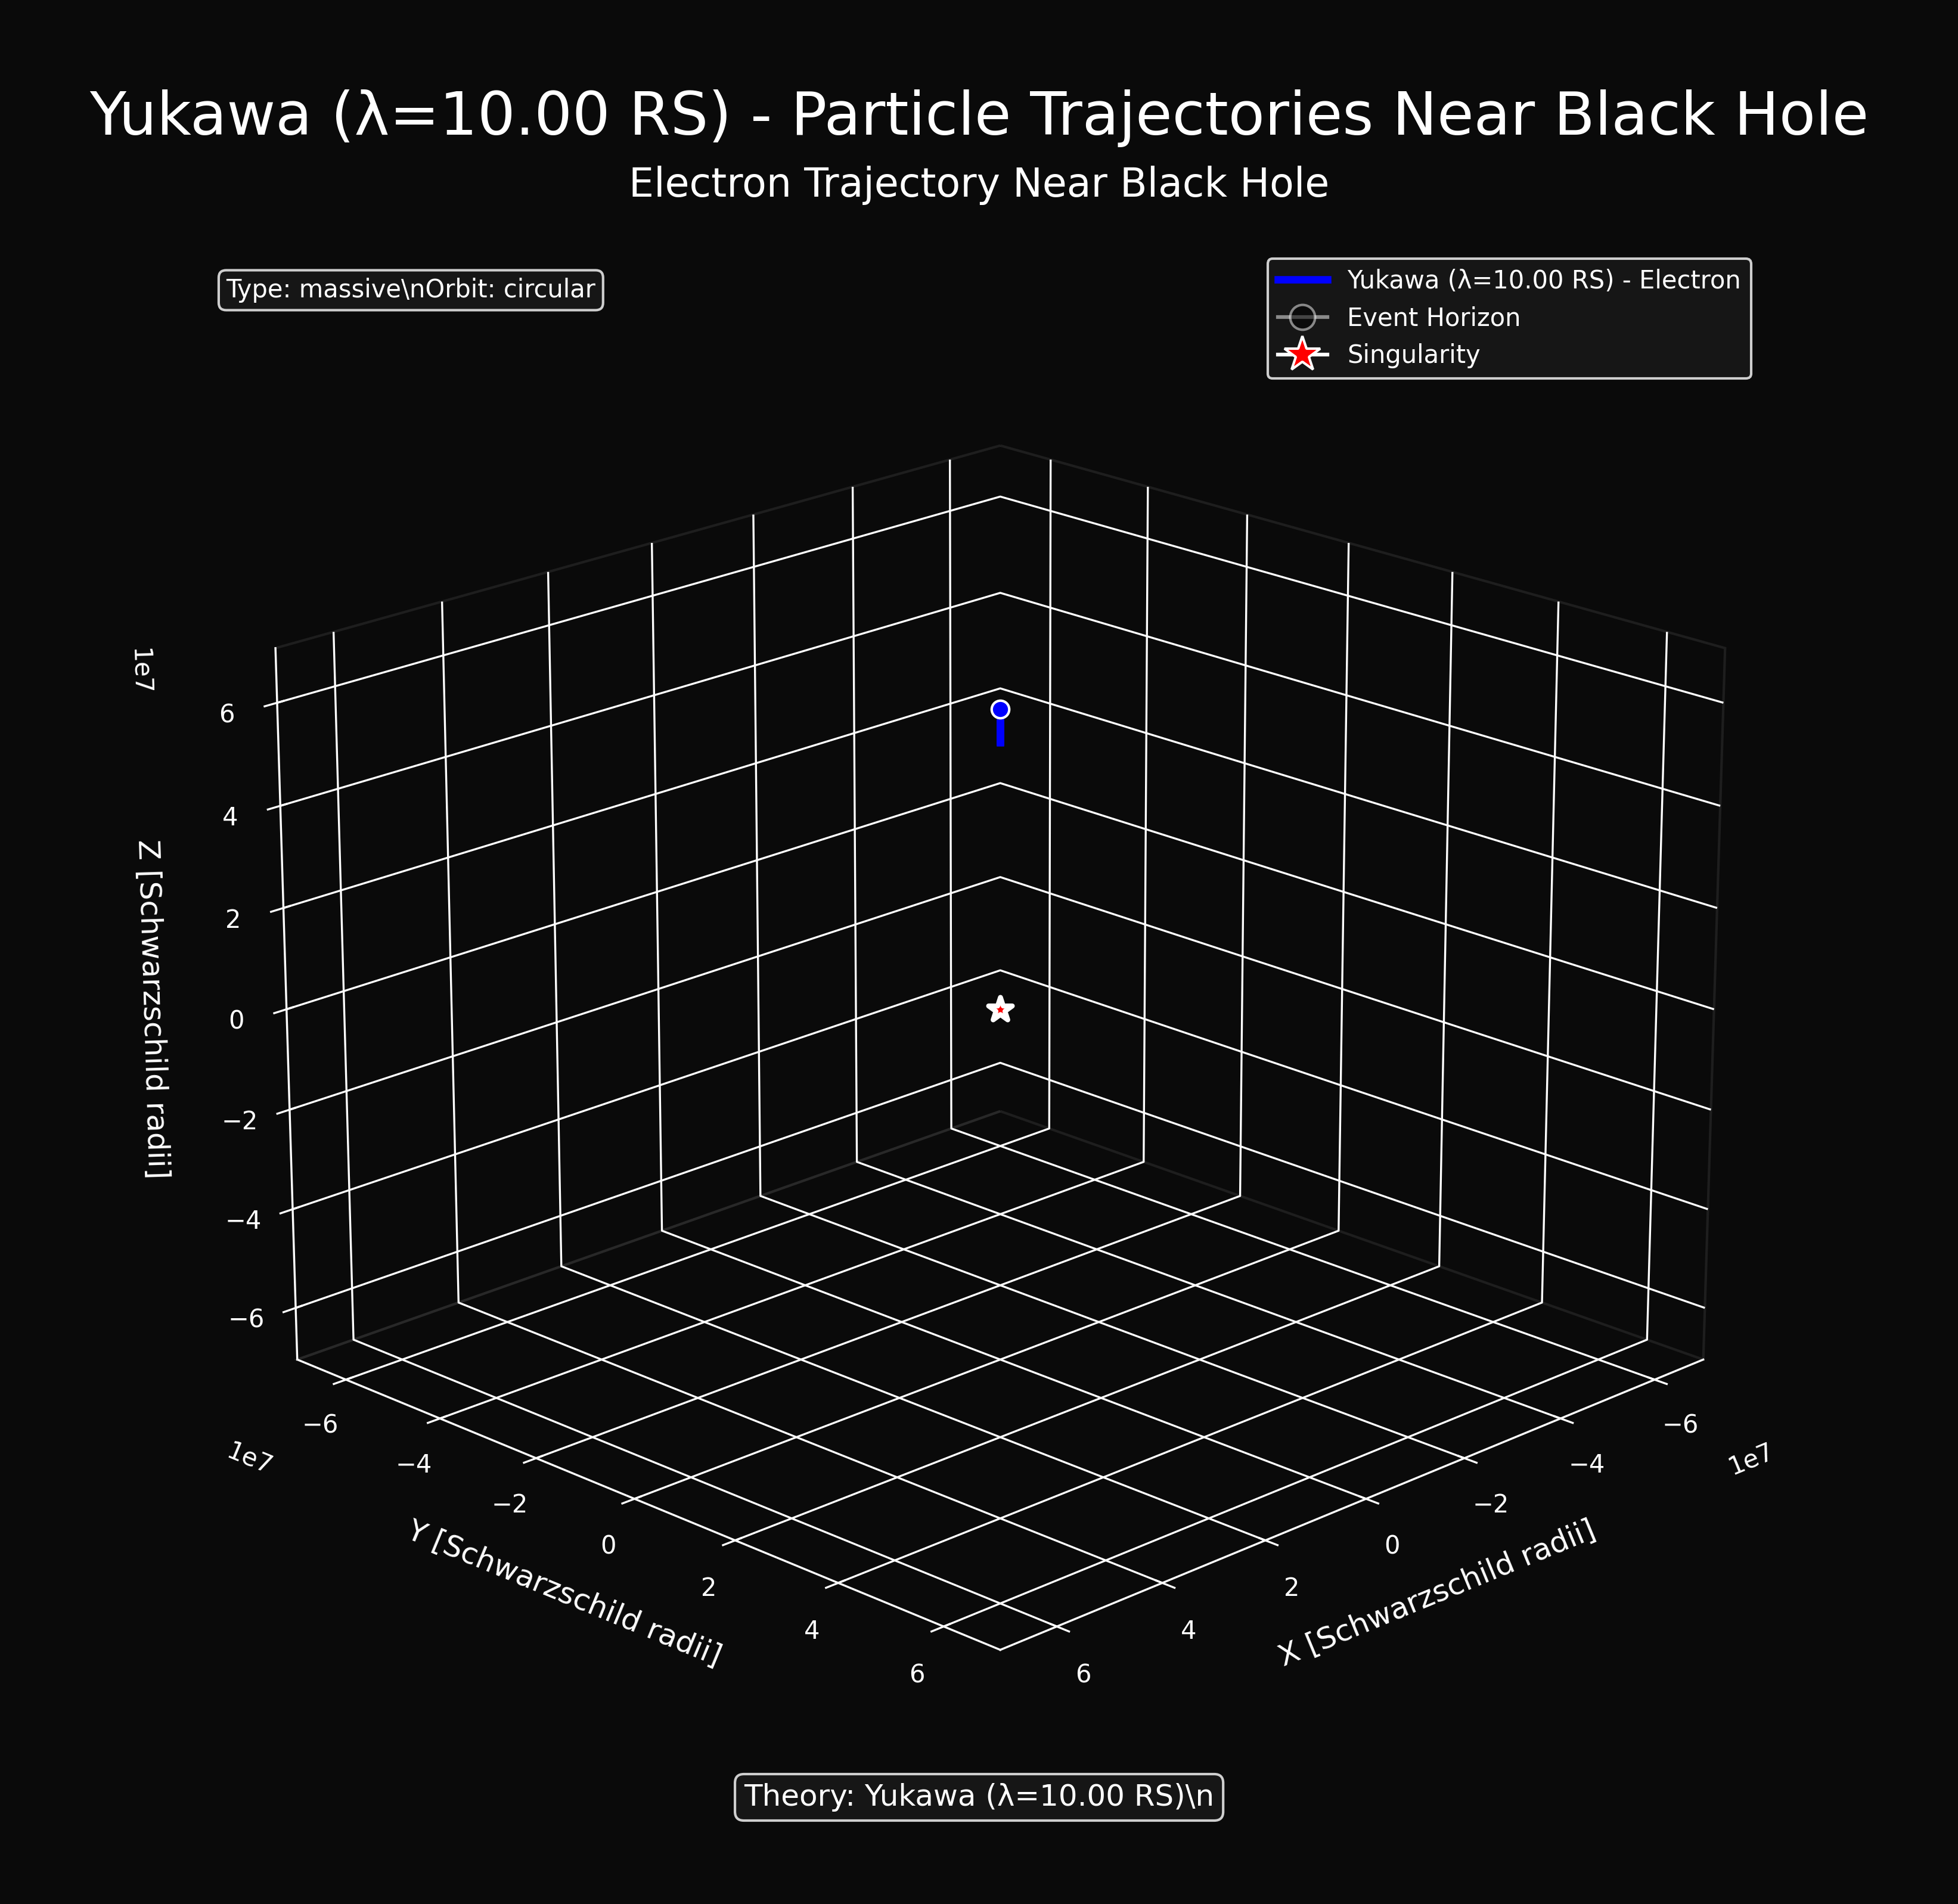 Yukawa (λ=10.00 RS) - Particle Trajectories Near Black Hole
Electron Trajectory Near Black Hole
Type: massive\nOrbit: circular
Yukawa (λ=10.00 RS) - Electron
Event Horizon
Singularity
1e7
6
4
2
0
−2
−4
−6
Z [Schwarzschild radii]
1e7
−6
−4
−2
0
2
4
6
Y [Schwarzschild radii]
6
4
2
0
−2
−4
−6
1e7
X [Schwarzschild radii]
Theory: Yukawa (λ=10.00 RS)\n